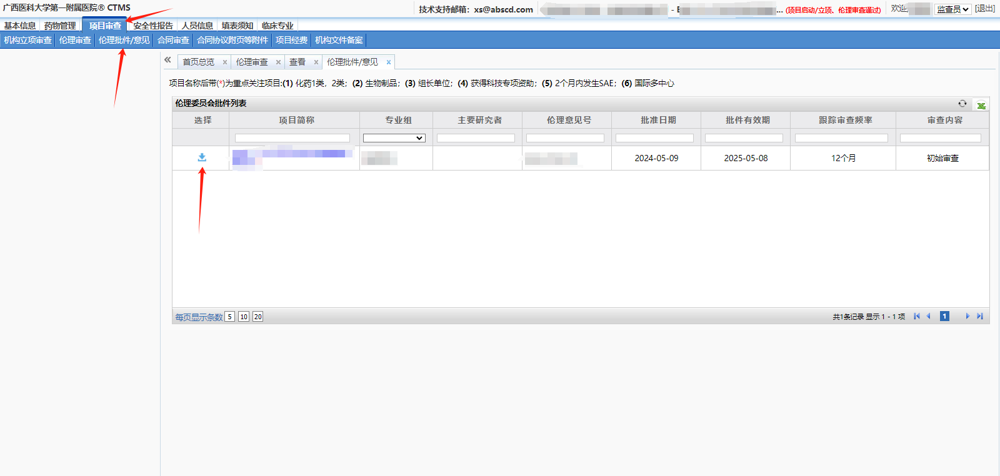 广西医科大学第一附属医院® CTMS
技术支持邮箱：xs@abscd.com
-
... (项目启动/立项、伦理审查通过)
欢迎
监查员
[退出]
基本信息 药物管理 项目审查 安全性报告 人员信息 填表须知 临床专业
机构立项审查 伦理审查 伦理批件/意见 合同审查 合同协议附页等附件 项目经费 机构文件备案
« 首页总览 × 伦理审查 × 查看 × 伦理批件/意见 ×
项目名称后带(*)为重点关注项目:(1) 化药1类，2类；(2) 生物制品；(3) 组长单位；(4) 获得科技专项资助；(5) 2个月内发生SAE；(6) 国际多中心
伦理委员会批件列表
选择 项目简称 专业组 主要研究者 伦理意见号 批准日期 批件有效期 跟踪审查频率 审查内容
2024-05-09 2025-05-08 12个月 初始审查
每页显示条数 5 10 20
共1条记录 显示 1 - 1 项 1